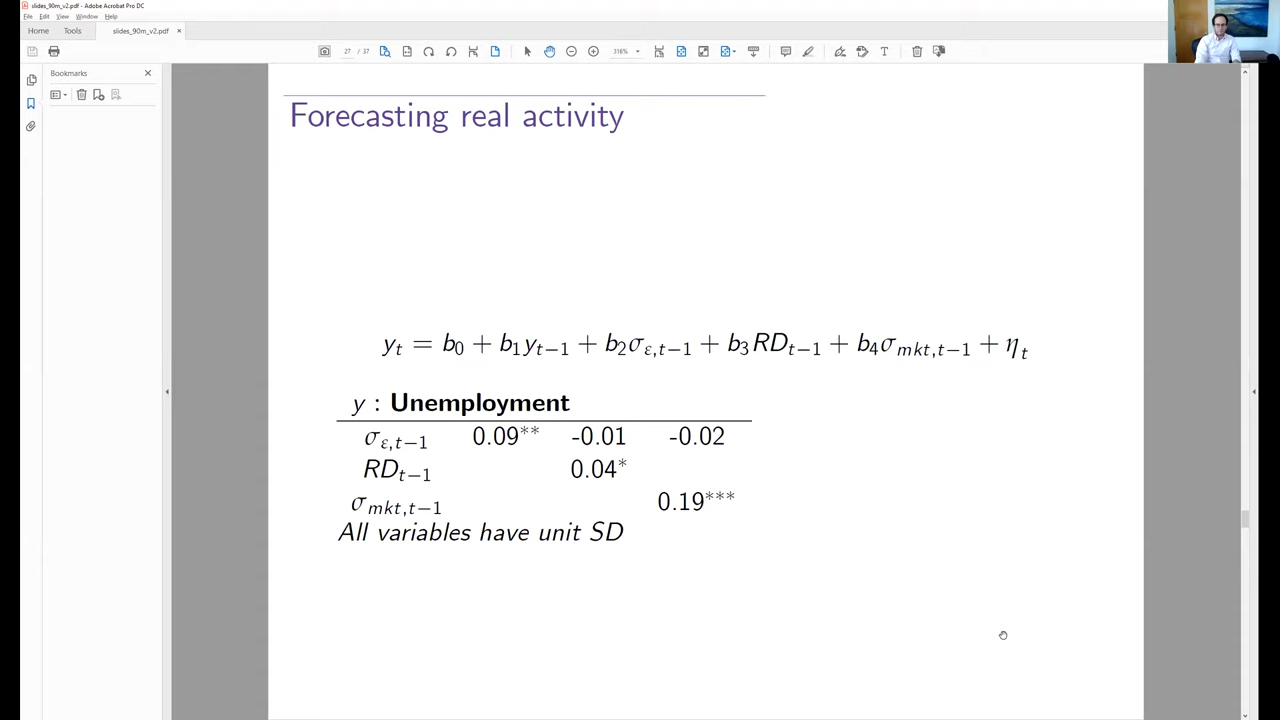 slides_90m_v2.pdf - Adobe Acrobat Pro DC
File Edit View Window Help
Home Tools slides_90m_v2.pdf ×
27 / 37 316%
Bookmarks
Forecasting real activity
y_t = b_0 + b_1 y_{t−1} + b_2 σ_{ε,t−1} + b_3 RD_{t−1} + b_4 σ_{mkt,t−1} + η_t
y : Unemployment
σ_{ε,t−1} 0.09** -0.01 -0.02
RD_{t−1} 0.04*
σ_{mkt,t−1} 0.19***
All variables have unit SD